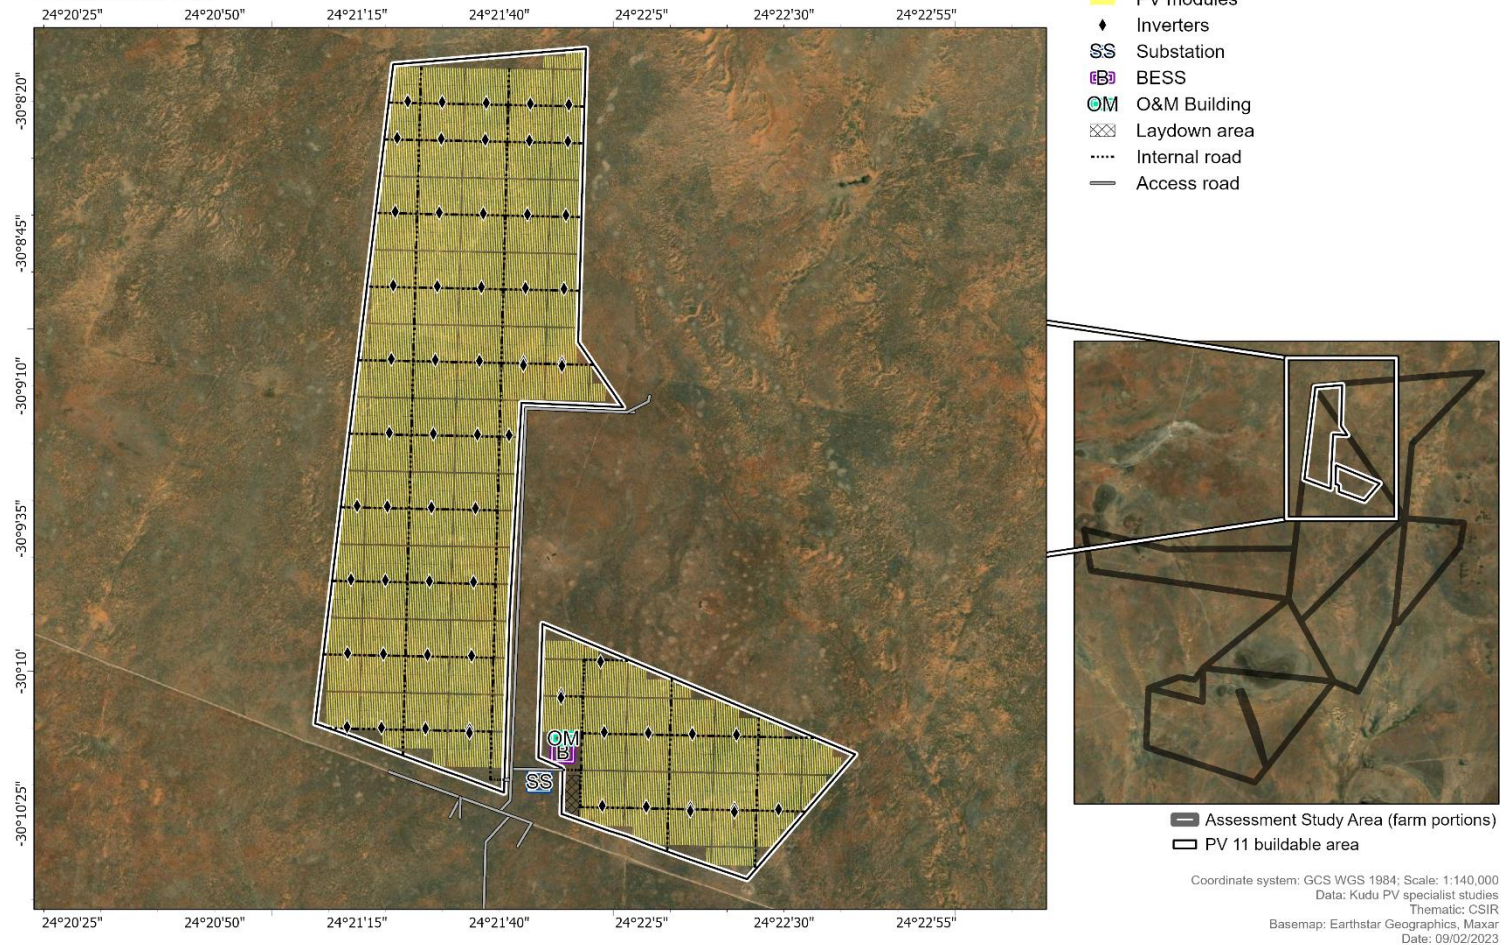 24°20'25" 24°20'50" 24°21'15" 24°21'40" 24°22'5" 24°22'30" 24°22'55"
PV modules
Inverters
SS Substation
B BESS
OM O&M Building
Laydown area
Internal road
Access road
-30°8'20"
-30°8'45"
-30°9'10"
-30°9'35"
-30°10'
-30°10'25"
OM
B
SS
24°20'25" 24°20'50" 24°21'15" 24°21'40" 24°22'5" 24°22'30" 24°22'55"
Assessment Study Area (farm portions)
PV 11 buildable area
Coordinate system: GCS WGS 1984; Scale: 1:140,000
Data: Kudu PV specialist studies
Thematic: CSIR
Basemap: Earthstar Geographics, Maxar
Date: 09/02/2023